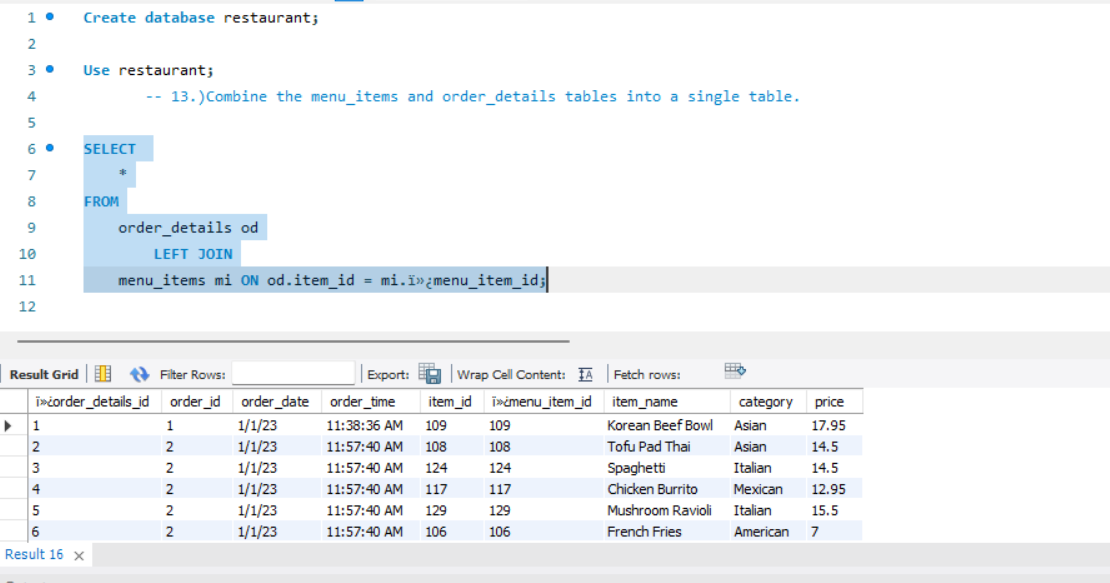 1 Create database restaurant;
2
3 Use restaurant;
4 -- 13.)Combine the menu_items and order_details tables into a single table.
5
6 SELECT
7 *
8 FROM
9 order_details od
10 LEFT JOIN
11 menu_items mi ON od.item_id = mi.ï»¿menu_item_id;
12
Result Grid Filter Rows: Export: Wrap Cell Content: Fetch rows:
ï»¿order_details_id order_id order_date order_time item_id ï»¿menu_item_id item_name category price
1 1 1/1/23 11:38:36 AM 109 109 Korean Beef Bowl Asian 17.95
2 2 1/1/23 11:57:40 AM 108 108 Tofu Pad Thai Asian 14.5
3 2 1/1/23 11:57:40 AM 124 124 Spaghetti Italian 14.5
4 2 1/1/23 11:57:40 AM 117 117 Chicken Burrito Mexican 12.95
5 2 1/1/23 11:57:40 AM 129 129 Mushroom Ravioli Italian 15.5
6 2 1/1/23 11:57:40 AM 106 106 French Fries American 7
Result 16